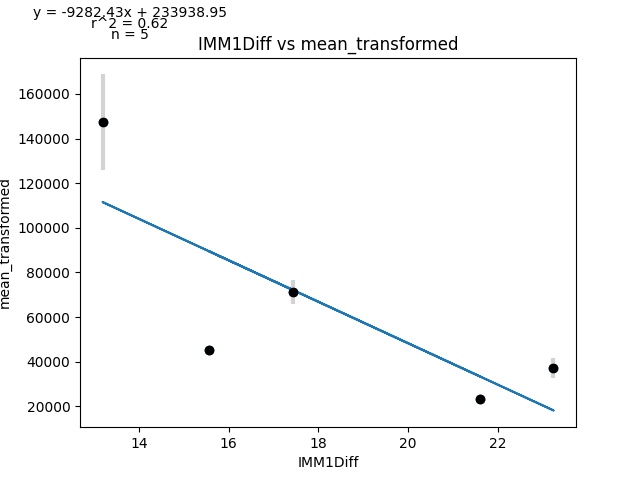 y = -9282.43x + 233938.95
r^2 = 0.62
n = 5
IMM1Diff vs mean_transformed
160000
140000
120000
100000
80000
60000
40000
20000
mean_transformed
14 16 18 20 22
IMM1Diff